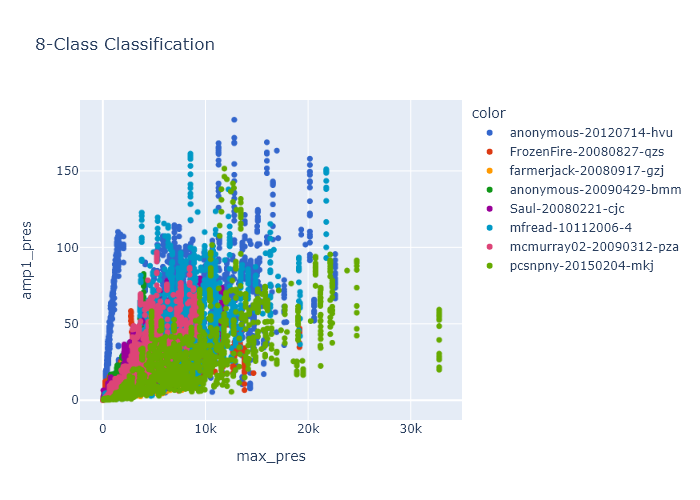 8-Class Classification
color
anonymous-20120714-hvu
FrozenFire-20080827-qzs
farmerjack-20080917-gzj
anonymous-20090429-bmm
Saul-20080221-cjc
mfread-10112006-4
mcmurray02-20090312-pza
pcsnpny-20150204-mkj
150
100
50
0
amp1_pres
0
10k
20k
30k
max_pres